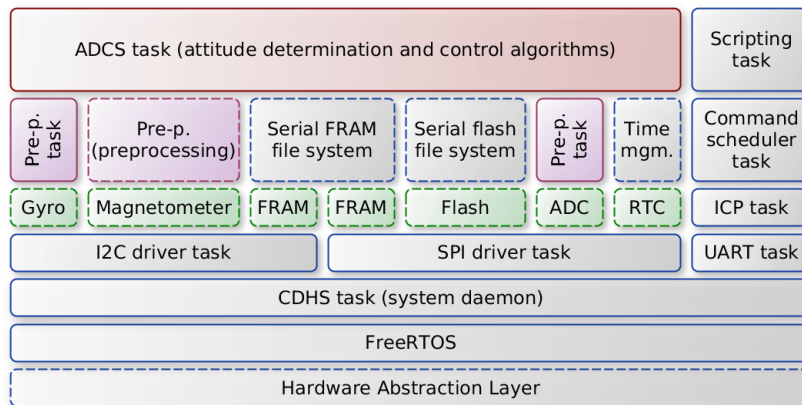 ADCS task (attitude determination and control algorithms)
Scripting
task
Pre-p.
task
Pre-p.
(preprocessing)
Serial FRAM
file system
Serial flash
file system
Pre-p.
task
Time
mgm.
Command
scheduler
task
Gyro
Magnetometer
FRAM
FRAM
Flash
ADC
RTC
ICP task
I2C driver task
SPI driver task
UART task
CDHS task (system daemon)
FreeRTOS
Hardware Abstraction Layer